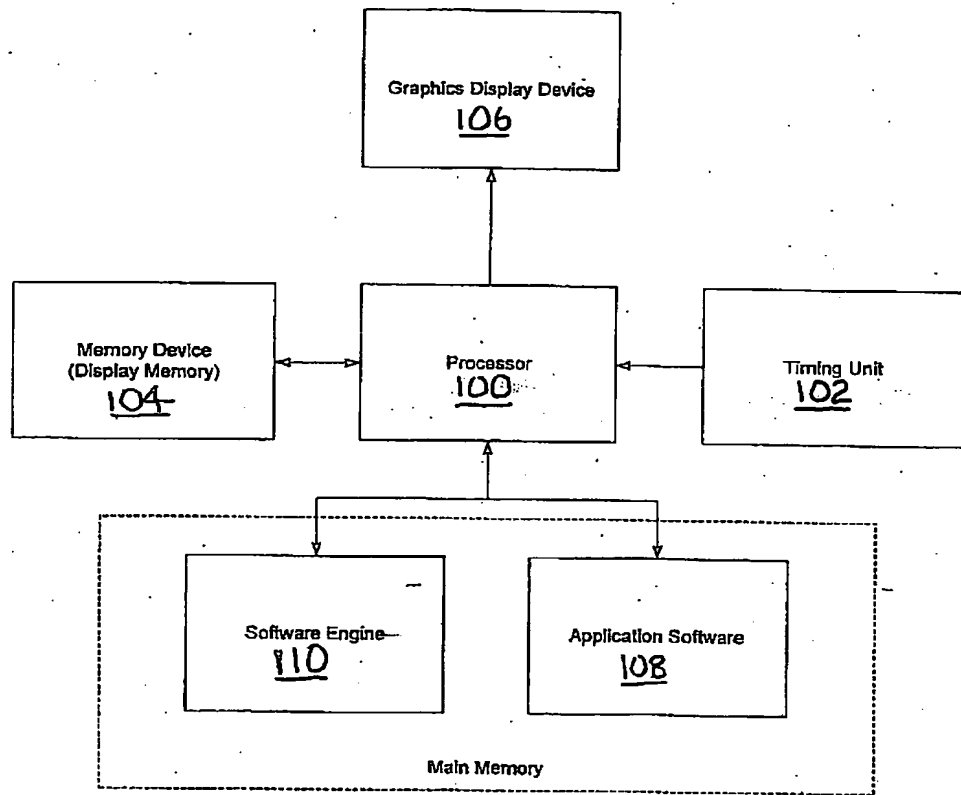 Graphics Display Device
106
Memory Device
(Display Memory)
104
Processor
100
Timing Unit
102
Software Engine
110
Application Software
108
Main Memory